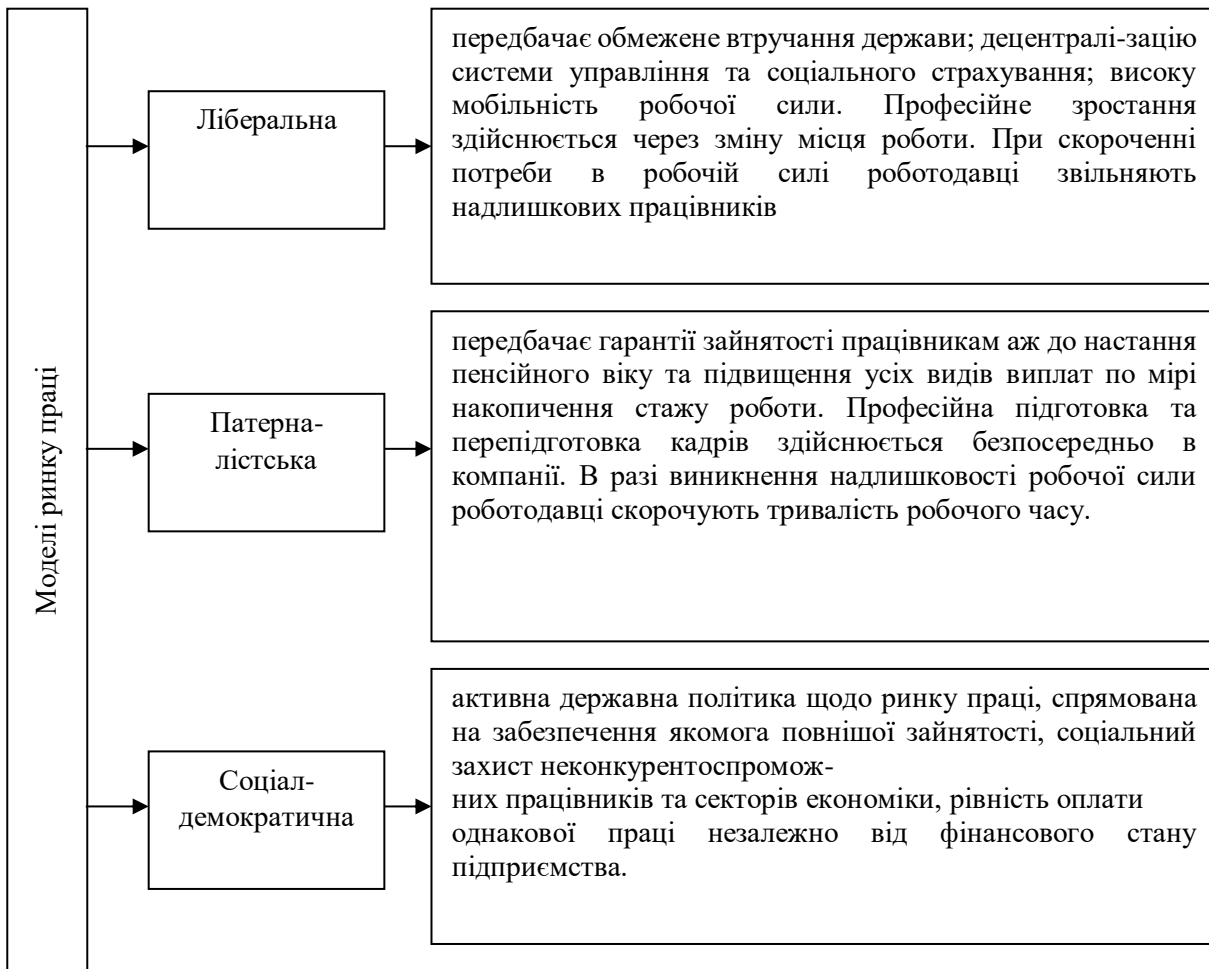 Моделі ринку праці
Ліберальна
передбачає обмежене втручання держави; децентралі-зацію
системи управління та соціального страхування; високу
мобільність робочої сили. Професійне зростання
здійснюється через зміну місця роботи. При скороченні
потреби в робочій силі роботодавці звільняють
надлишкових працівників
Патерна-
лістська
передбачає гарантії зайнятості працівникам аж до настання
пенсійного віку та підвищення усіх видів виплат по мірі
накопичення стажу роботи. Професійна підготовка та
перепідготовка кадрів здійснюється безпосередньо в
компанії. В разі виникнення надлишковості робочої сили
роботодавці скорочують тривалість робочого часу.
Соціал-
демократична
активна державна політика щодо ринку праці, спрямована
на забезпечення якомога повнішої зайнятості, соціальний
захист неконкурентоспромож-
них працівників та секторів економіки, рівність оплати
однакової праці незалежно від фінансового стану
підприємства.